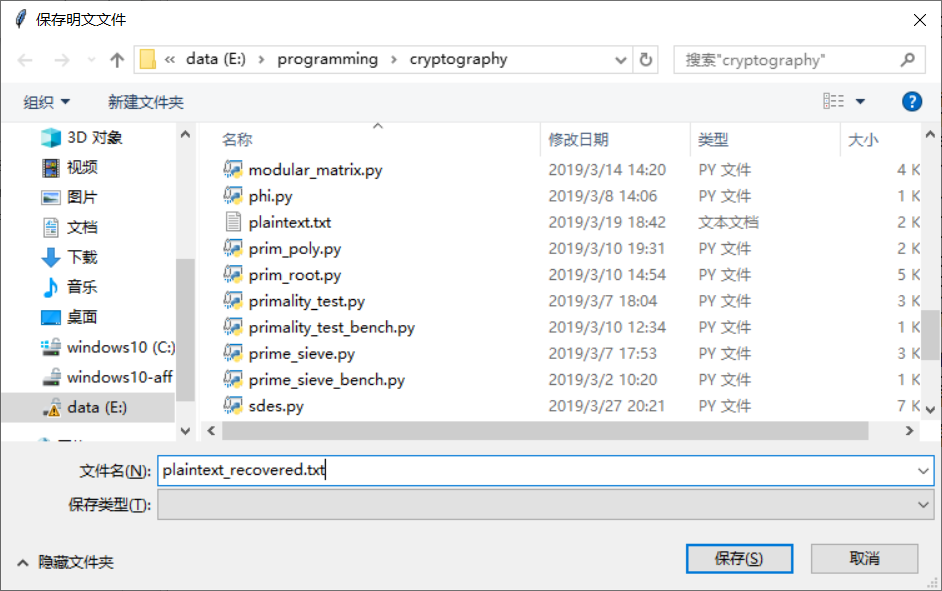 保存明文文件
« data (E:) › programming › cryptography
搜索"cryptography"
组织 新建文件夹
3D 对象
视频
图片
文档
下载
音乐
桌面
windows10 (C:)
windows10-aff
data (E:)
名称 修改日期 类型 大小
modular_matrix.py 2019/3/14 14:20 PY 文件 4 K
phi.py 2019/3/8 14:06 PY 文件 1 K
plaintext.txt 2019/3/19 18:42 文本文档 2 K
prim_poly.py 2019/3/10 19:31 PY 文件 2 K
prim_root.py 2019/3/10 14:54 PY 文件 5 K
primality_test.py 2019/3/7 18:04 PY 文件 3 K
primality_test_bench.py 2019/3/10 12:34 PY 文件 1 K
prime_sieve.py 2019/3/7 17:53 PY 文件 3 K
prime_sieve_bench.py 2019/3/2 10:20 PY 文件 1 K
sdes.py 2019/3/27 20:21 PY 文件 7 K
文件名(N): plaintext_recovered.txt
保存类型(T):
隐藏文件夹
保存(S) 取消